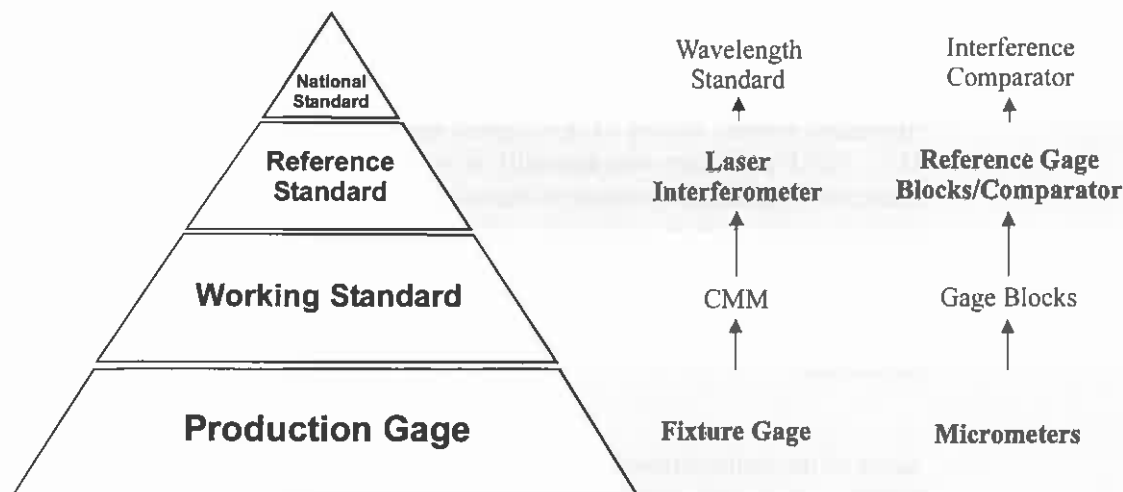 National
Standard
Reference
Standard
Working Standard
Production Gage
Wavelength
Standard
Laser
Interferometer
CMM
Fixture Gage
Interference
Comparator
Reference Gage
Blocks/Comparator
Gage Blocks
Micrometers